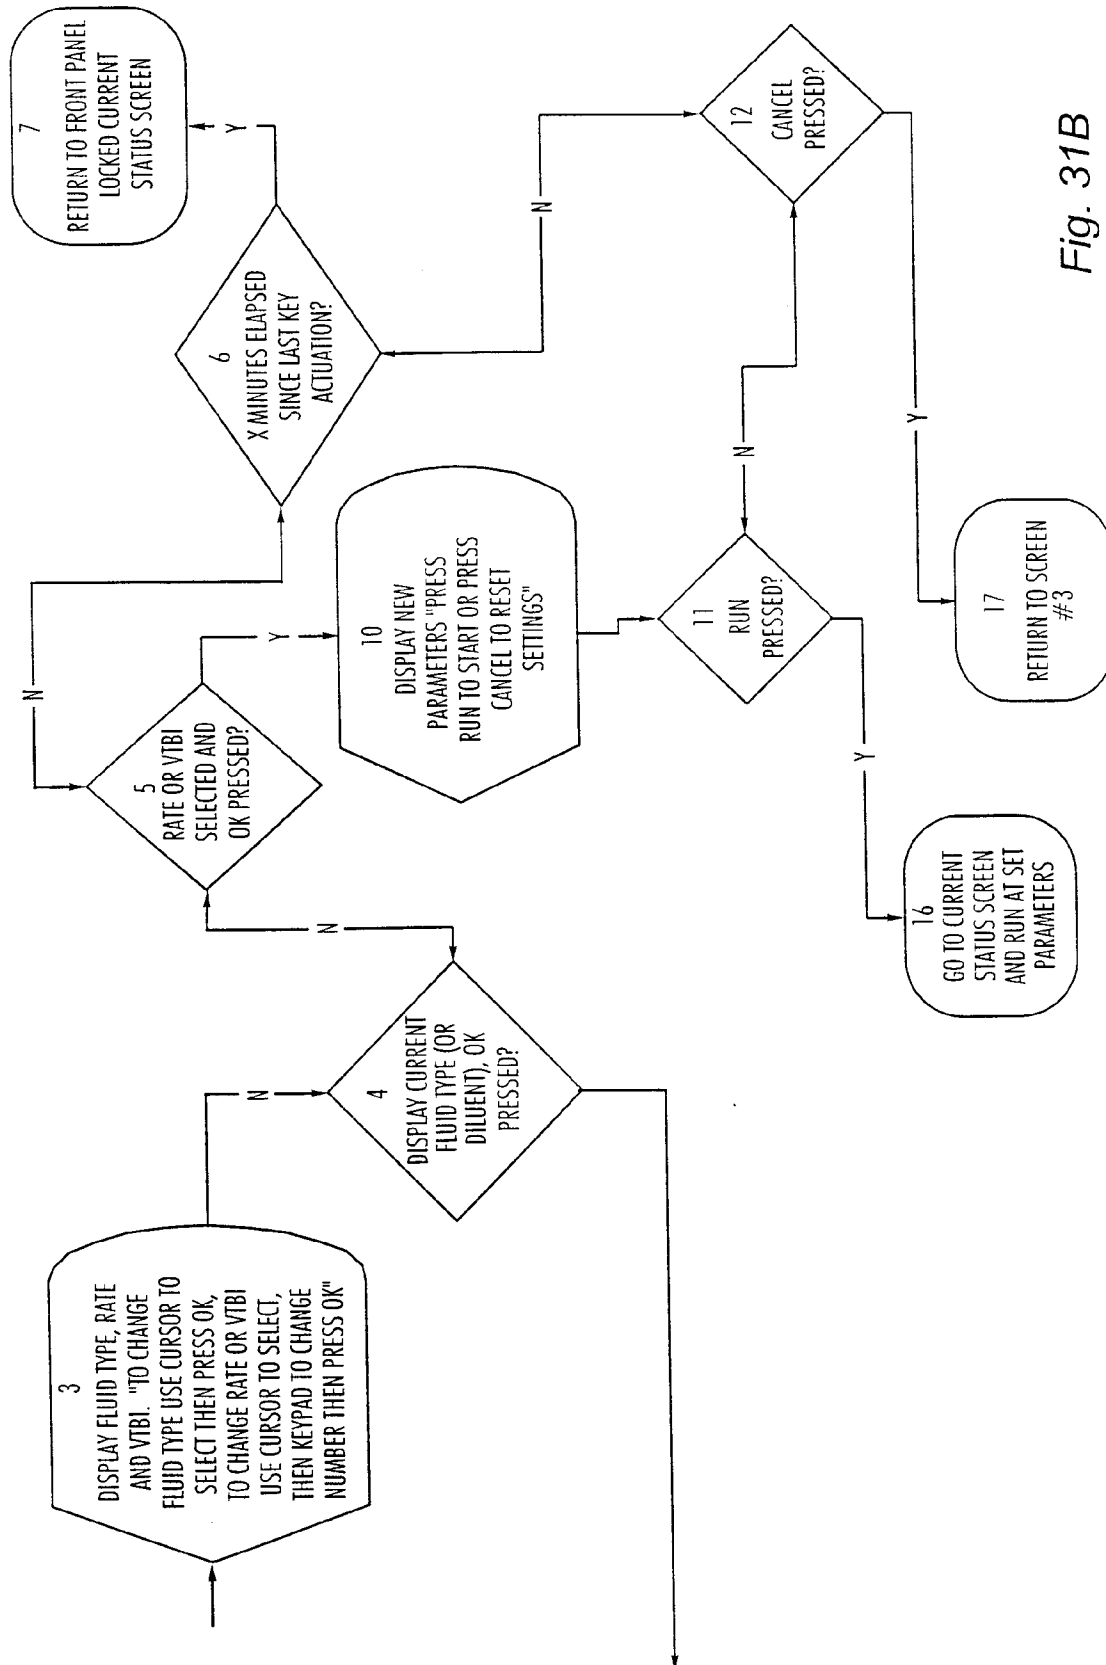 3
DISPLAY FLUID TYPE, RATE
AND VTBI. "TO CHANGE
FLUID TYPE USE CURSOR TO
SELECT THEN PRESS OK,
TO CHANGE RATE OR VTBI
USE CURSOR TO SELECT,
THEN KEYPAD TO CHANGE
NUMBER THEN PRESS OK"
N
4
DISPLAY CURRENT
FLUID TYPE (OR
DILUENT), OK
PRESSED?
N
5
RATE OR VTBI
SELECTED AND
OK PRESSED?
N
Y
6
X MINUTES ELAPSED
SINCE LAST KEY
ACTUATION?
Y
7
RETURN TO FRONT PANEL
LOCKED CURRENT
STATUS SCREEN
N
10
DISPLAY NEW
PARAMETERS "PRESS
RUN TO START OR PRESS
CANCEL TO RESET
SETTINGS"
11
RUN
PRESSED?
N
Y
12
CANCEL
PRESSED?
Y
16
GO TO CURRENT
STATUS SCREEN
AND RUN AT SET
PARAMETERS
17
RETURN TO SCREEN
#3
Fig. 31B